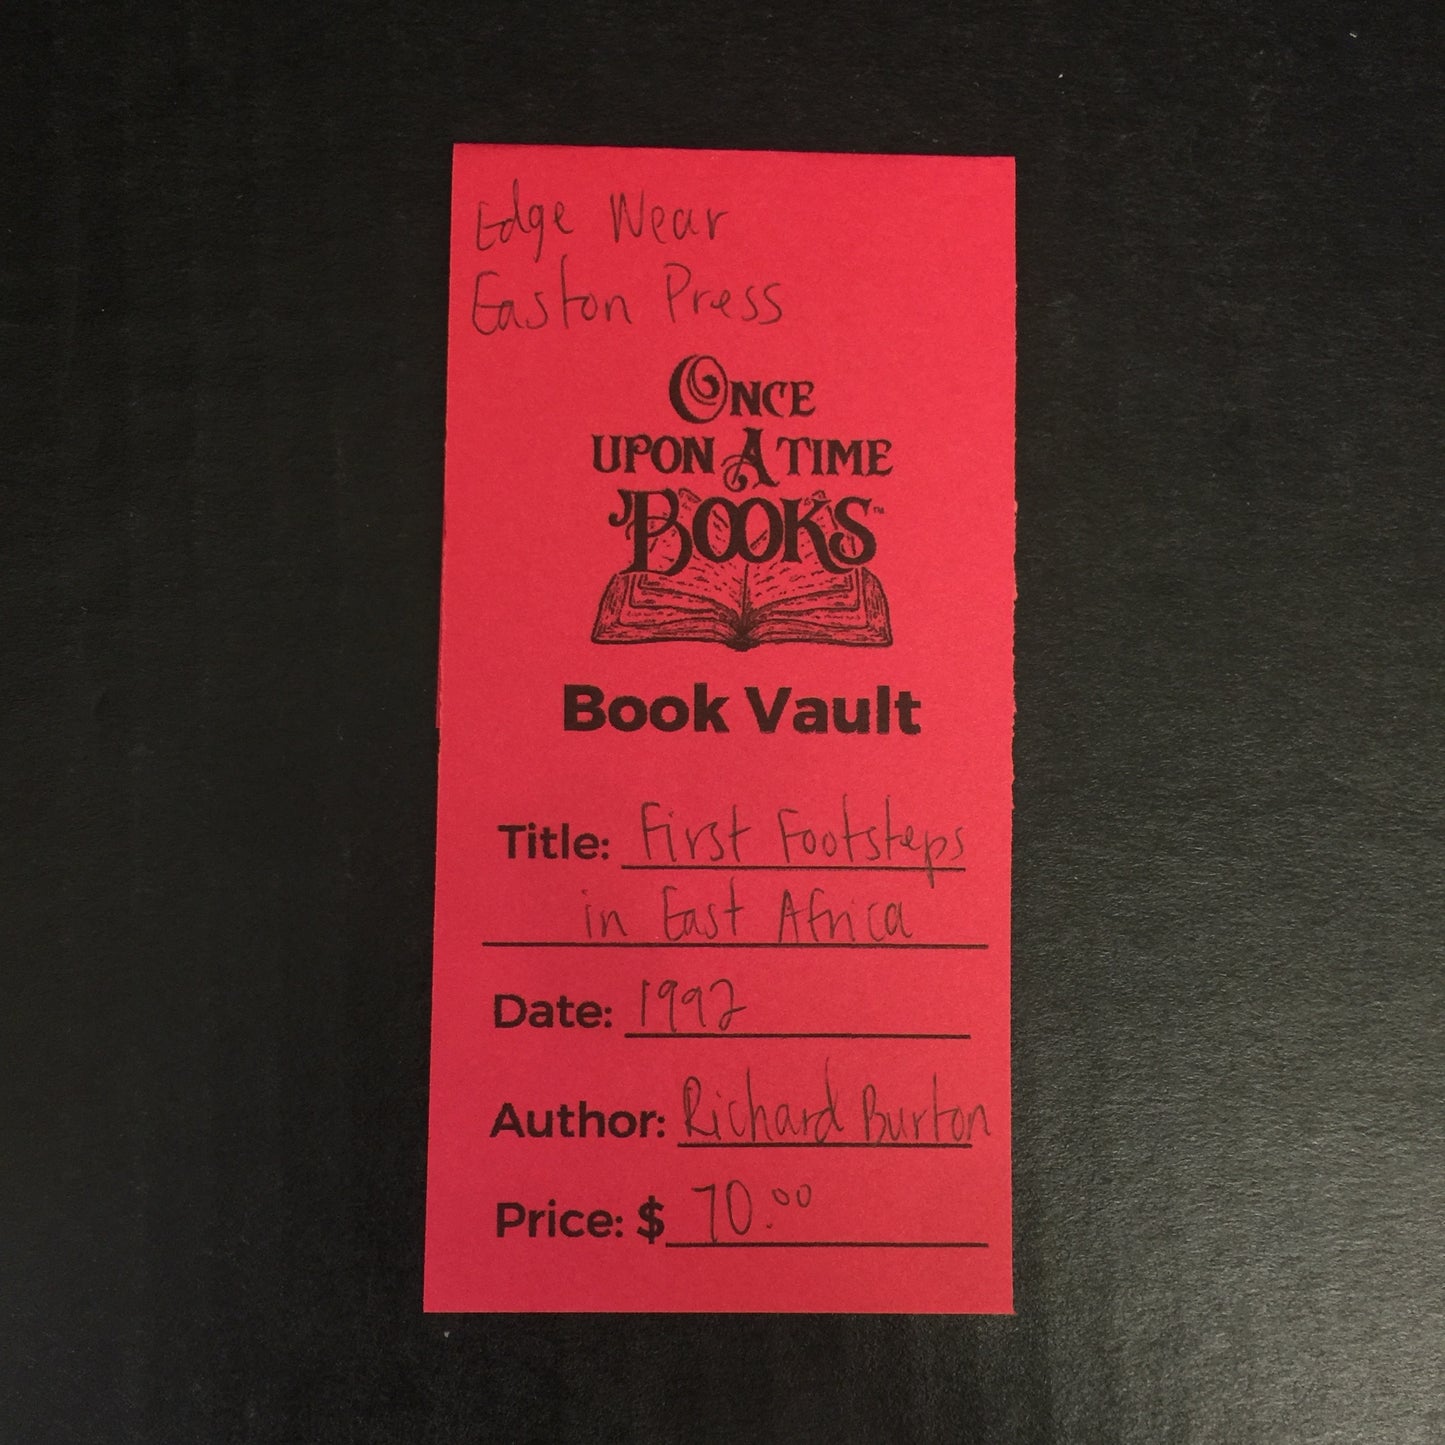 Edge Wear
Easton Press
ONCE
UPON A TIME
BOOKS™
Book Vault
Title: First Footsteps
in East Africa
Date: 1992
Author: Richard Burton
Price: $ 70.00